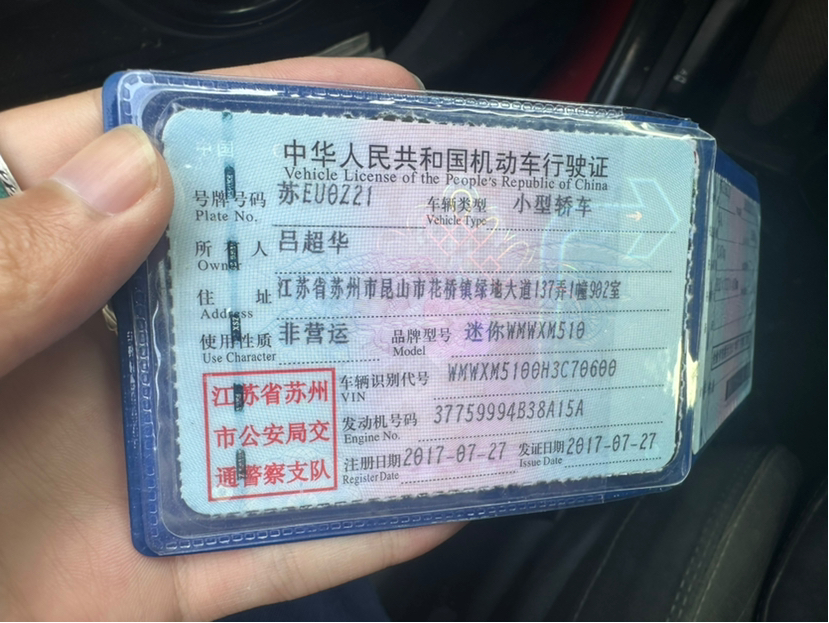 中华人民共和国机动车行驶证
Vehicle License of the People's Republic of China
号牌号码 苏EU0Z21 车辆类型 小型轿车
Plate No. Vehicle Type
所有人 吕超华
Owner
住址 江苏省苏州市昆山市花桥镇绿地大道137弄1幢902室
Address
使用性质 非营运 品牌型号 迷你WMWXM510
Use Character Model
江苏省苏州
市公安局交
通警察支队
车辆识别代号 WMWXM5100H3C70600
VIN
发动机号码 37759994B38A15A
Engine No.
注册日期 2017-07-27 发证日期 2017-07-27
Register Date Issue Date